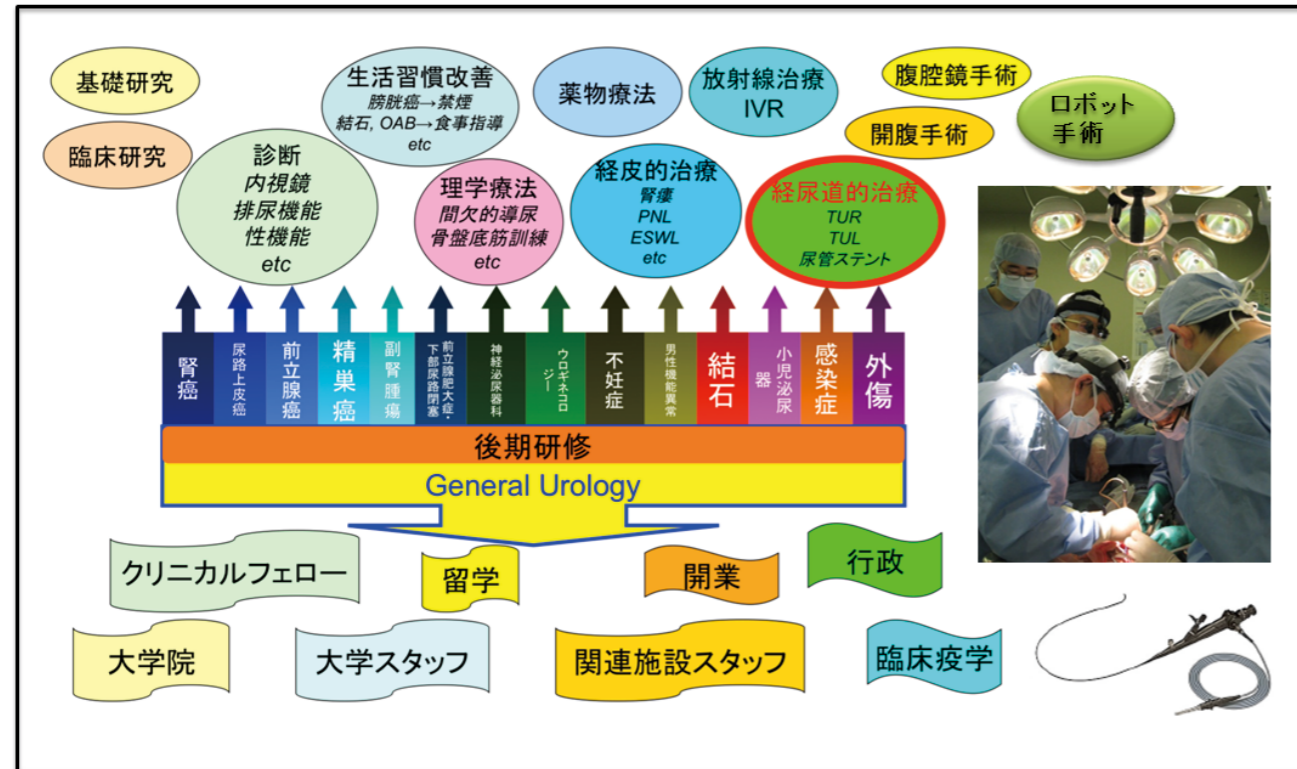 基礎研究
臨床研究
診断
内視鏡
排尿機能
性機能
etc
生活習慣改善
膀胱癌→禁煙
結石, OAB→食事指導
etc
理学療法
間欠的導尿
骨盤底筋訓練
etc
薬物療法
経皮的治療
腎瘻
PNL
ESWL
etc
放射線治療
IVR
経尿道的治療
TUR
TUL
尿管ステント
腹腔鏡手術
開腹手術
ロボット
手術
腎癌
尿路上皮癌
前立腺癌
精巣癌
副腎腫瘍
前立腺肥大症・
下部尿路閉塞
神経泌尿器科
ウロギネコロ
ジー
不妊症
男性機能異常
結石
小児泌尿
器
感染症
外傷
後期研修
General Urology
クリニカルフェロー
留学
開業
行政
大学院
大学スタッフ
関連施設スタッフ
臨床疫学